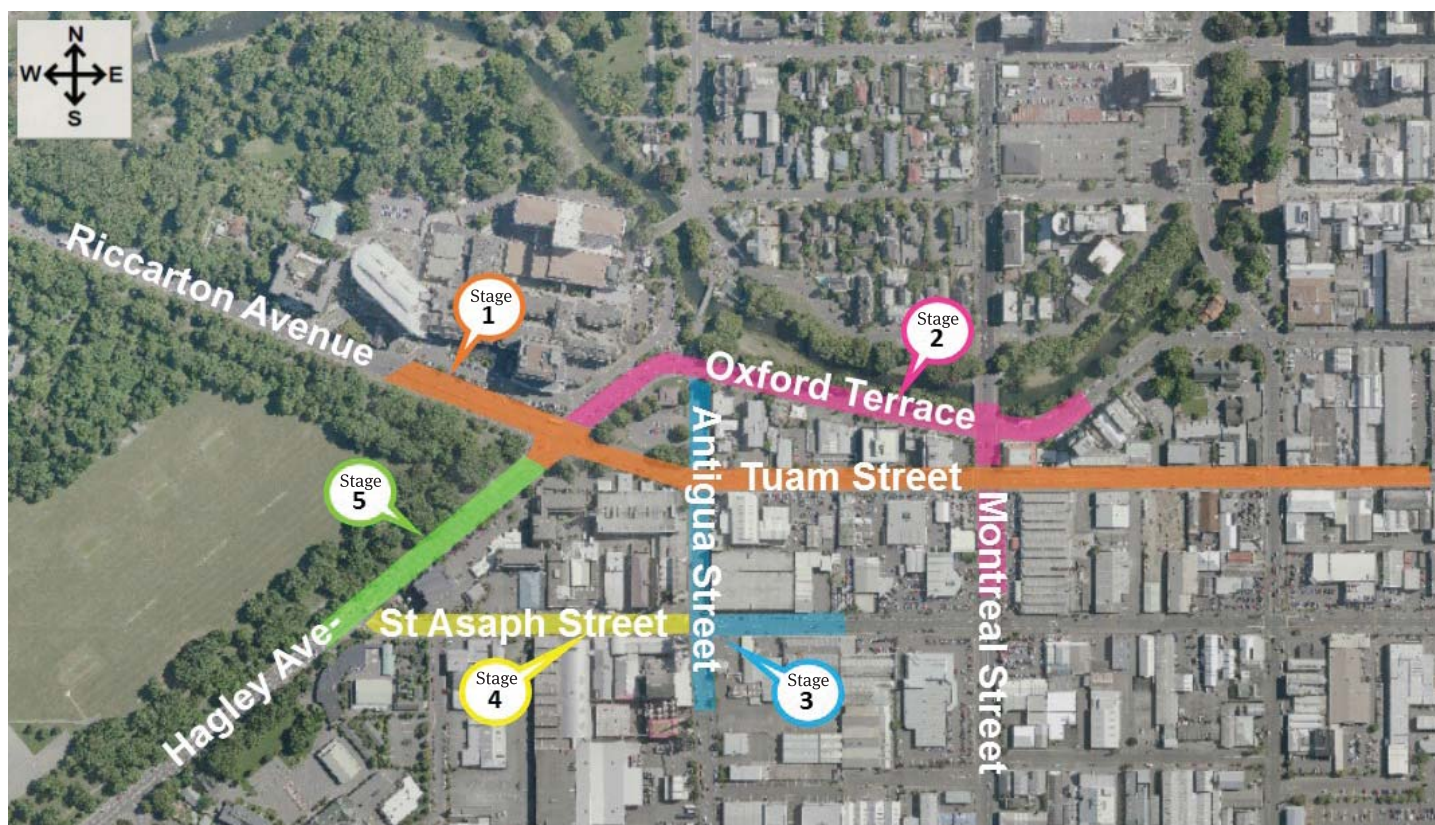 N
W E
S
Riccarton Avenue
Stage
1
Stage
2
Oxford Terrace
Antigua Street
Tuam Street
Stage
5
Montreal Street
St Asaph Street
Hagley Ave-
Stage
4
Stage
3